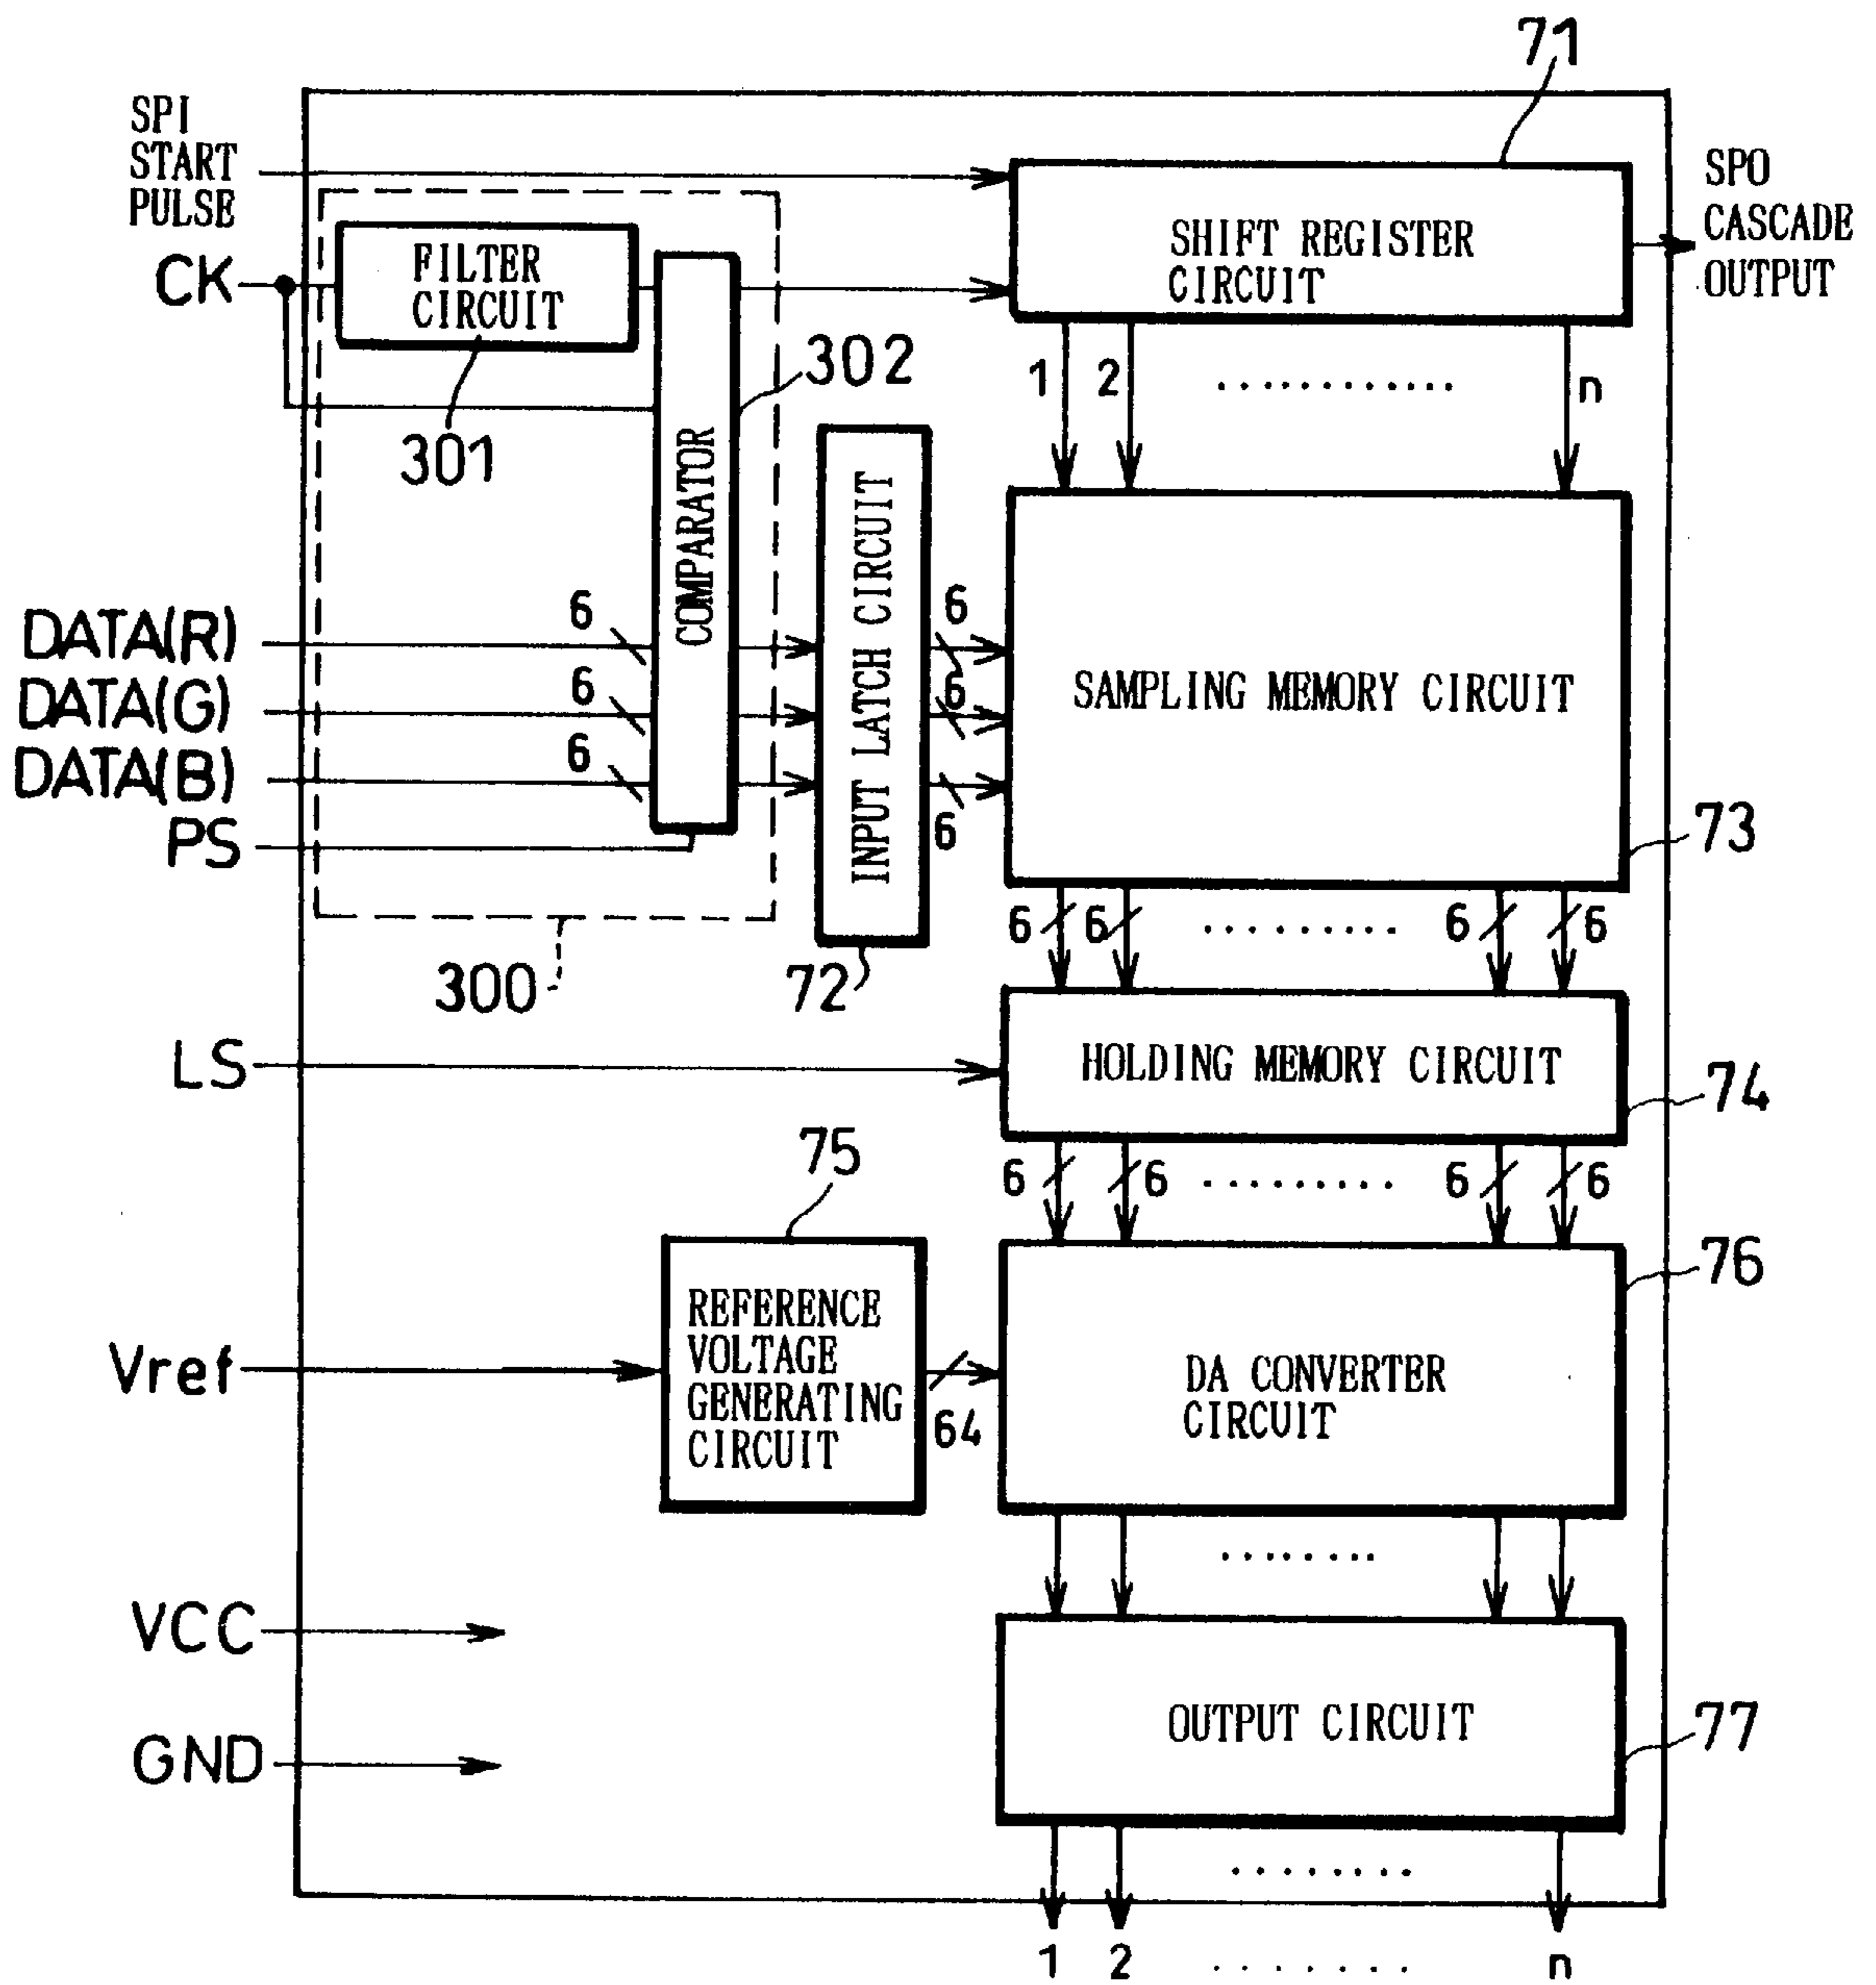 71
SPI
START
PULSE
SHIFT REGISTER
CIRCUIT
SPO
CASCADE
OUTPUT
CK
FILTER
CIRCUIT
301
302
1
2
............
n
COMPARATOR
INPUT LATCH CIRCUIT
DATA(R)
6
6
DATA(G)
6
6
DATA(B)
6
6
PS
SAMPLING MEMORY CIRCUIT
73
300
72
6
6
.........
6
6
LS
HOLDING MEMORY CIRCUIT
74
6
6
.........
6
6
75
Vref
REFERENCE
VOLTAGE
GENERATING
CIRCUIT
64
DA CONVERTER
CIRCUIT
76
........
VCC
GND
OUTPUT CIRCUIT
77
........
1
2
........
n